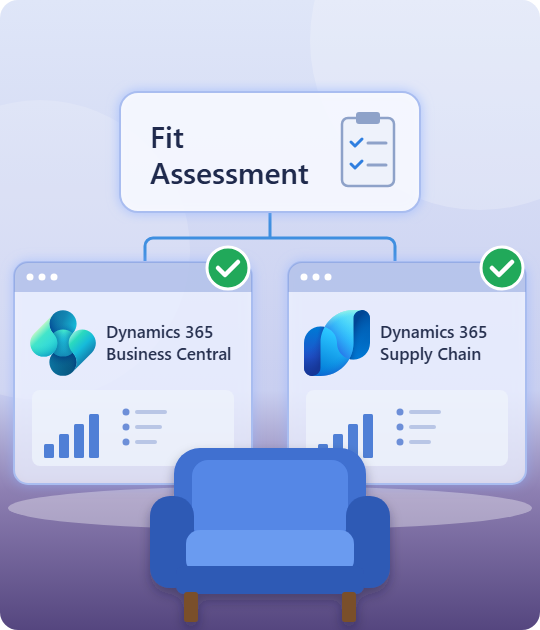 Fit
Assessment
Dynamics 365
Business Central
Dynamics 365
Supply Chain